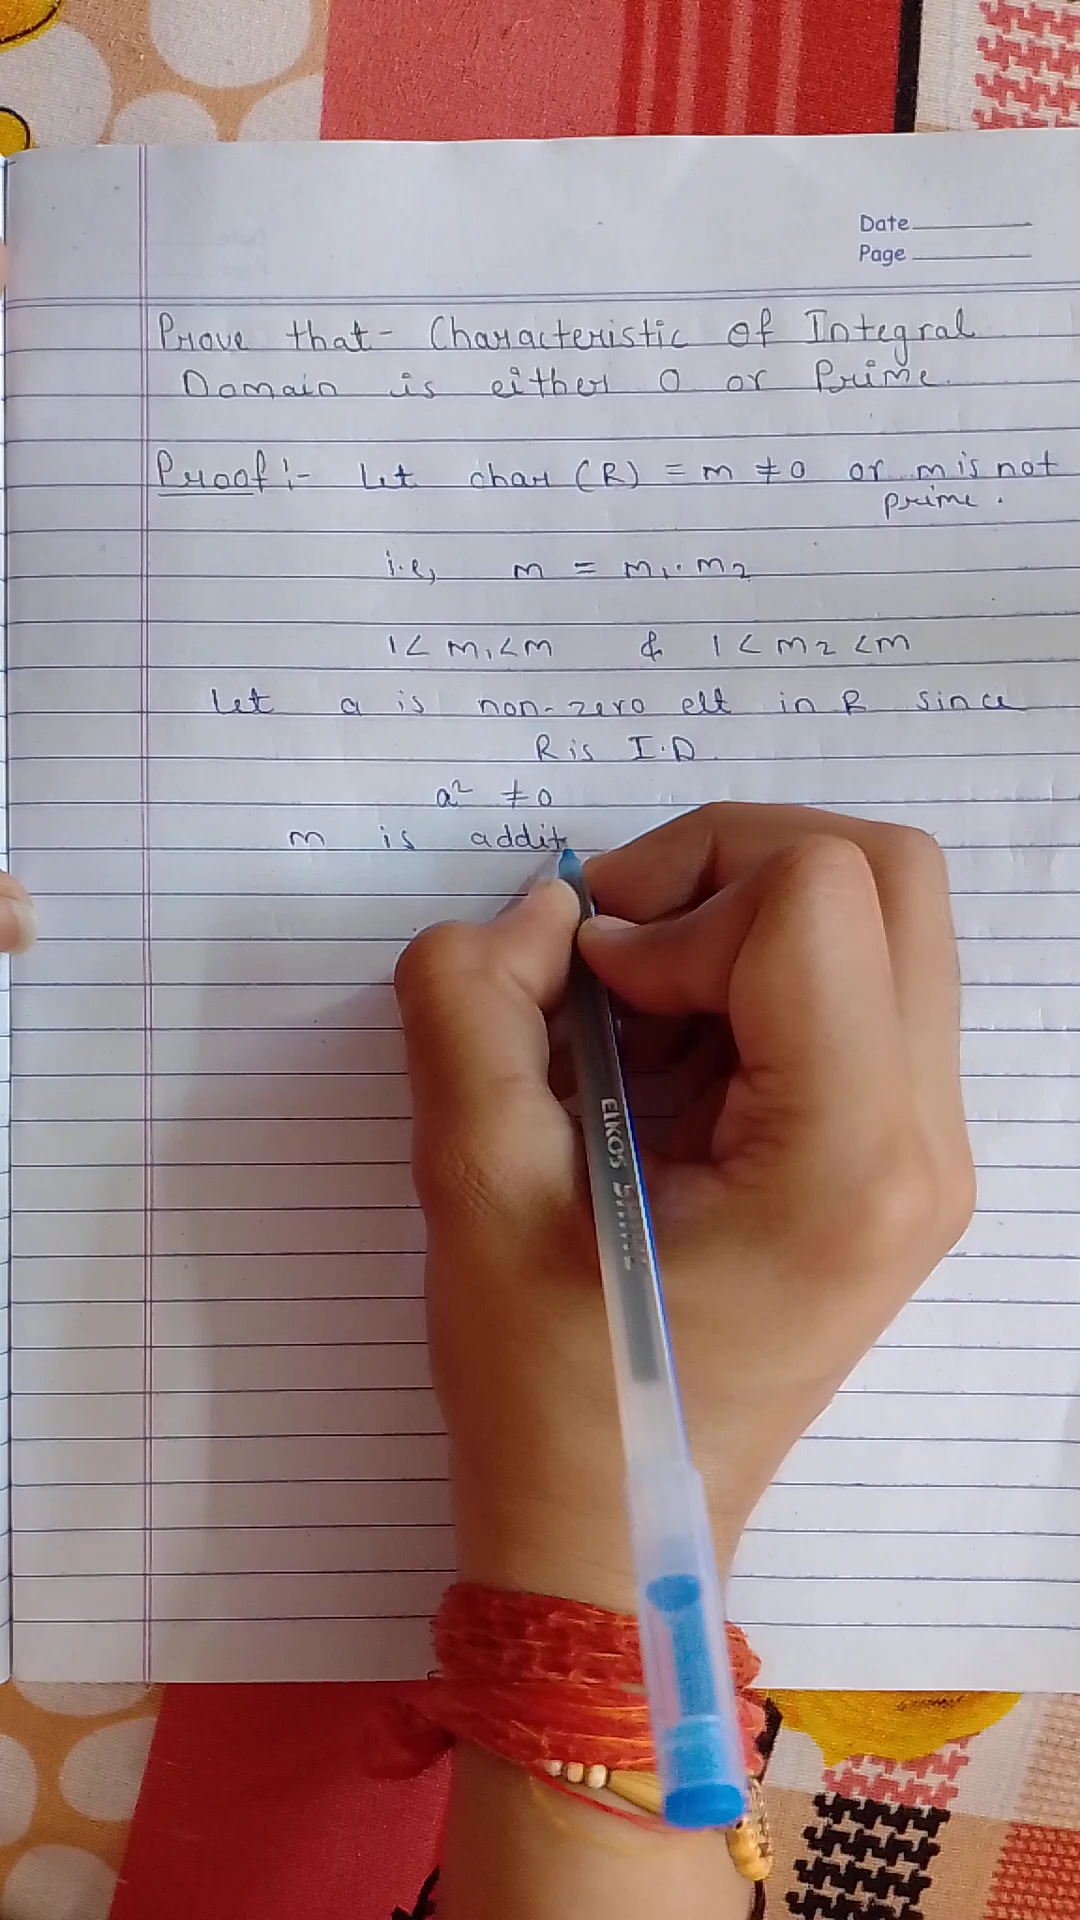 Date
Page
Prove that - Characteristic of Integral
Domain is either 0 or Prime.
Proof :- Let char (R) = m ≠ 0 or m is not
prime.
i.e, m = m₁. m₂
1 < m₁ < m & 1 < m₂ < m
Let a is non-zero elt in R since
R is I.D.
a² ≠ 0
m is addit
ELKOS